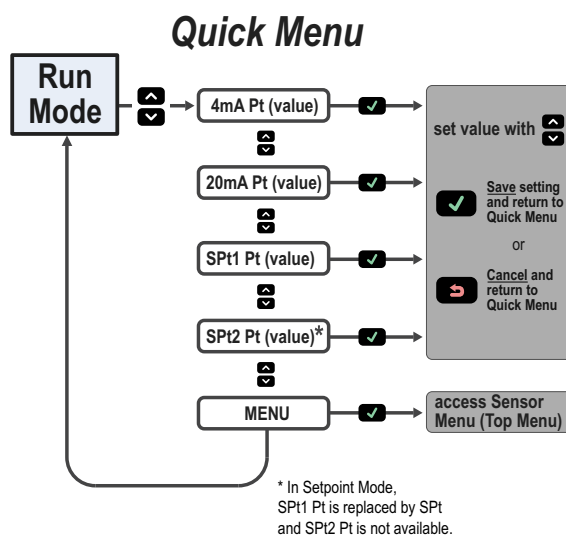 Quick Menu
Run
Mode
4mA Pt (value)
20mA Pt (value)
SPt1 Pt (value)
SPt2 Pt (value)*
MENU
set value with
Save setting
and return to
Quick Menu
or
Cancel and
return to
Quick Menu
access Sensor
Menu (Top Menu)
* In Setpoint Mode,
SPt1 Pt is replaced by SPt
and SPt2 Pt is not available.